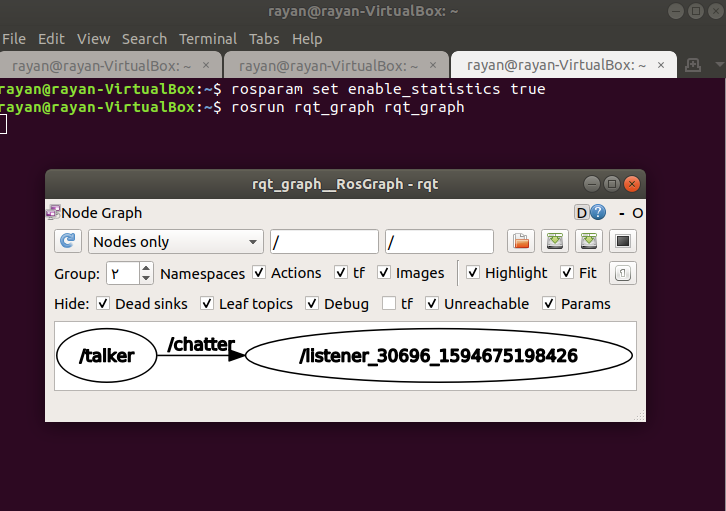 rayan@rayan-VirtualBox: ~
File Edit View Search Terminal Tabs Help
rayan@rayan-VirtualBox: ~ × rayan@rayan-VirtualBox: ~ × rayan@rayan-VirtualBox: ~ ×
rayan@rayan-VirtualBox:~$ rosparam set enable_statistics true
rayan@rayan-VirtualBox:~$ rosrun rqt_graph rqt_graph
rqt_graph__RosGraph - rqt
Node Graph D ? - O
Nodes only / /
Group: ٢ Namespaces Actions tf Images Highlight Fit
Hide: Dead sinks Leaf topics Debug tf Unreachable Params
/talker /chatter /listener_30696_1594675198426